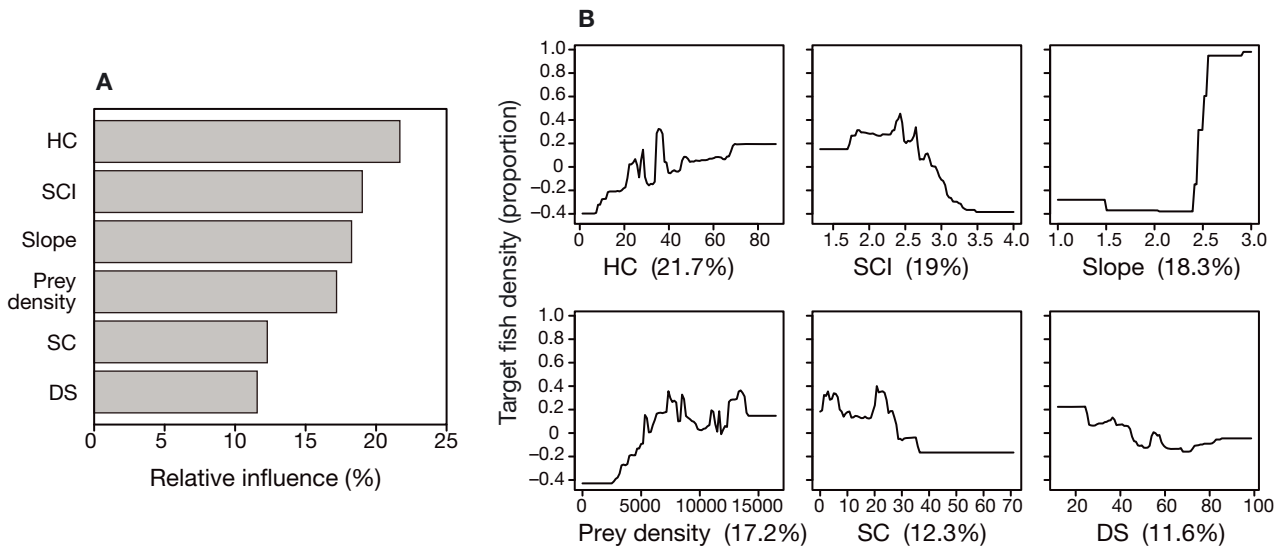 A
HC
SCI
Slope
Prey
density
SC
DS
0 5 10 15 20 25
Relative influence (%)
B
Target fish density (proportion)
1.0
0.8
0.6
0.4
0.2
0
−0.2
−0.4
0 20 40 60 80
HC (21.7%)
1.5 2.0 2.5 3.0 3.5 4.0
SCI (19%)
1.0 1.5 2.0 2.5 3.0
Slope (18.3%)
1.0
0.8
0.6
0.4
0.2
0
−0.2
−0.4
0 5000 10000 15000
Prey density (17.2%)
0 10 20 30 40 50 60 70
SC (12.3%)
20 40 60 80 100
DS (11.6%)